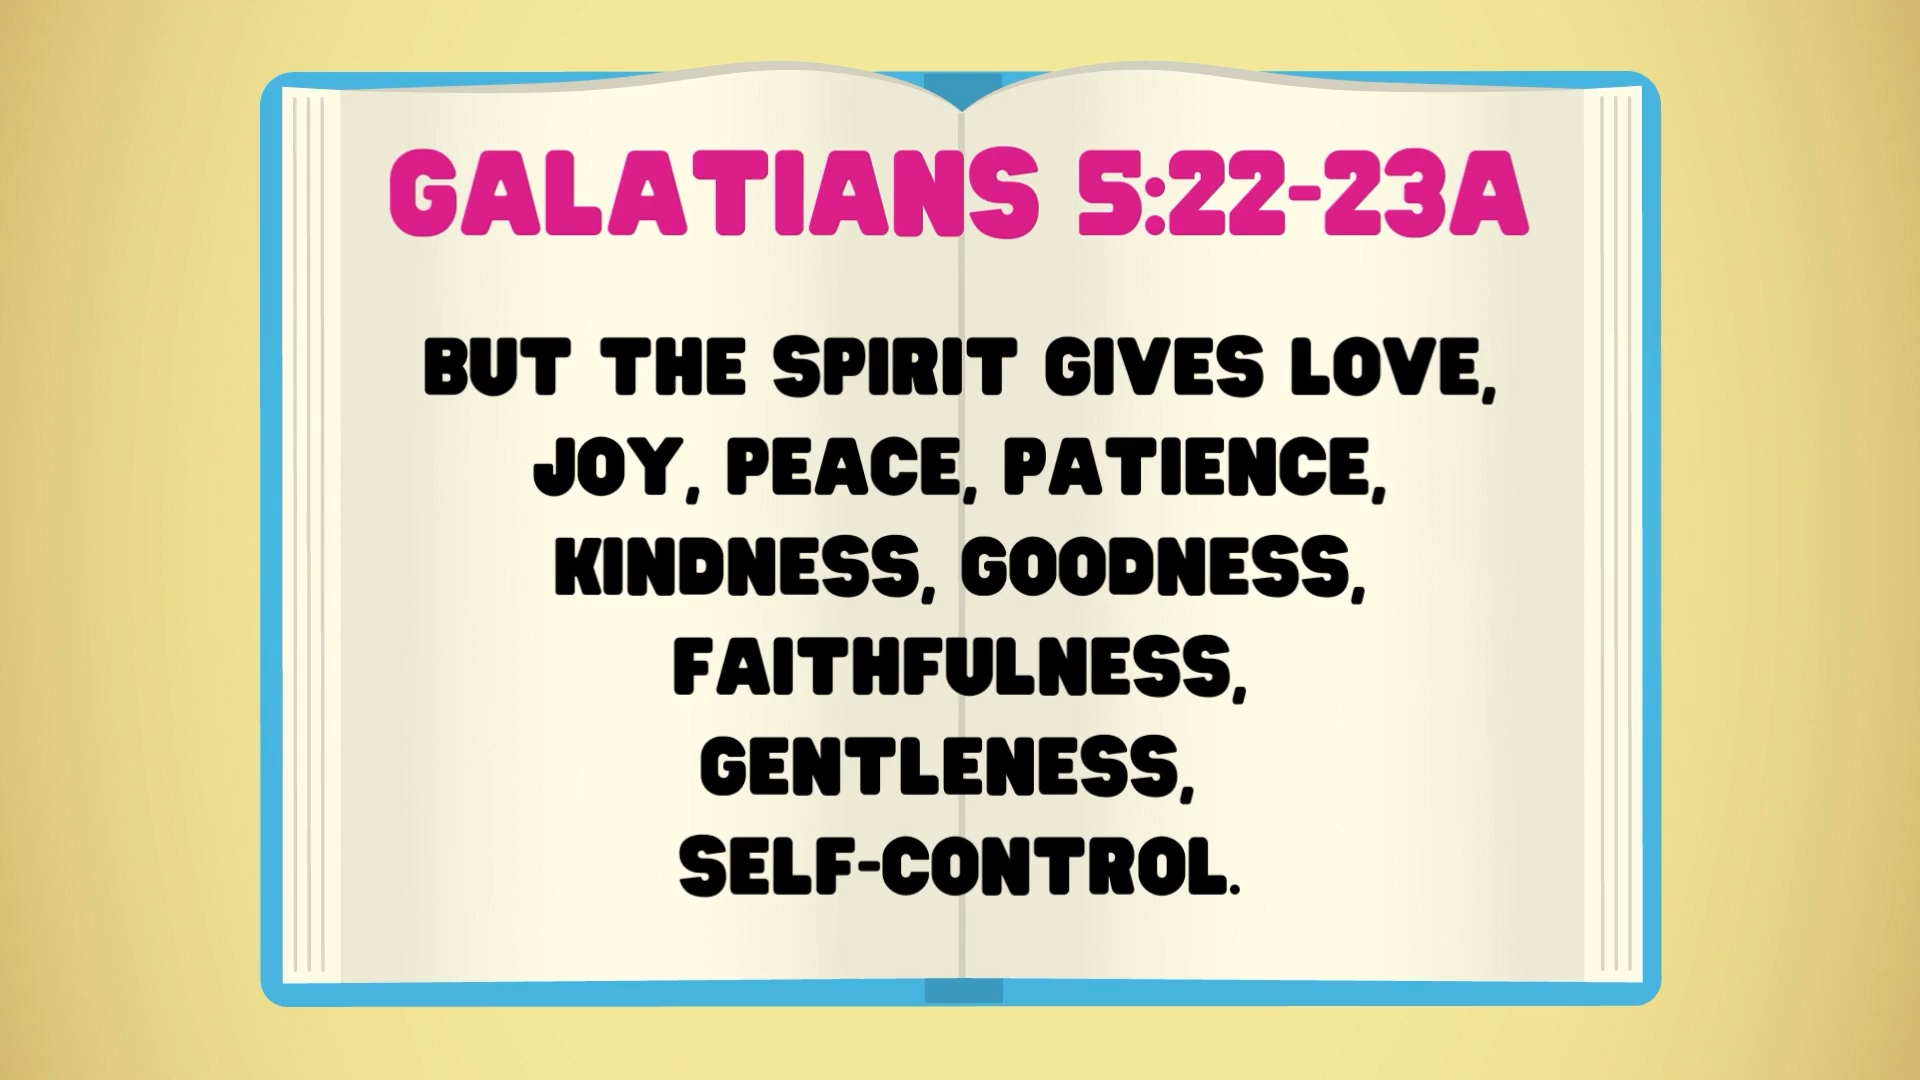 GALATIANS 5:22-23A
BUT THE SPIRIT GIVES LOVE,
JOY, PEACE, PATIENCE,
KINDNESS, GOODNESS,
FAITHFULNESS,
GENTLENESS,
SELF-CONTROL.